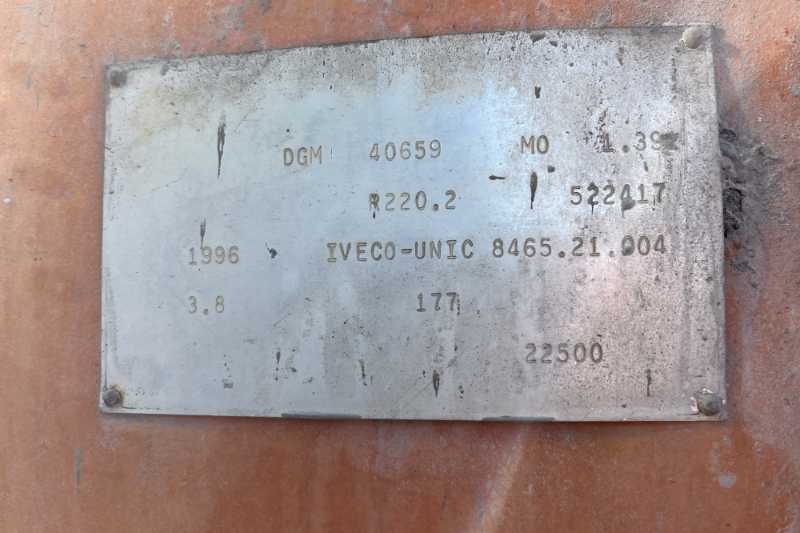 DGM 40659 MO
R220.2 522417
1996 IVECO-UNIC 8465.21.004
3.8 177
22500